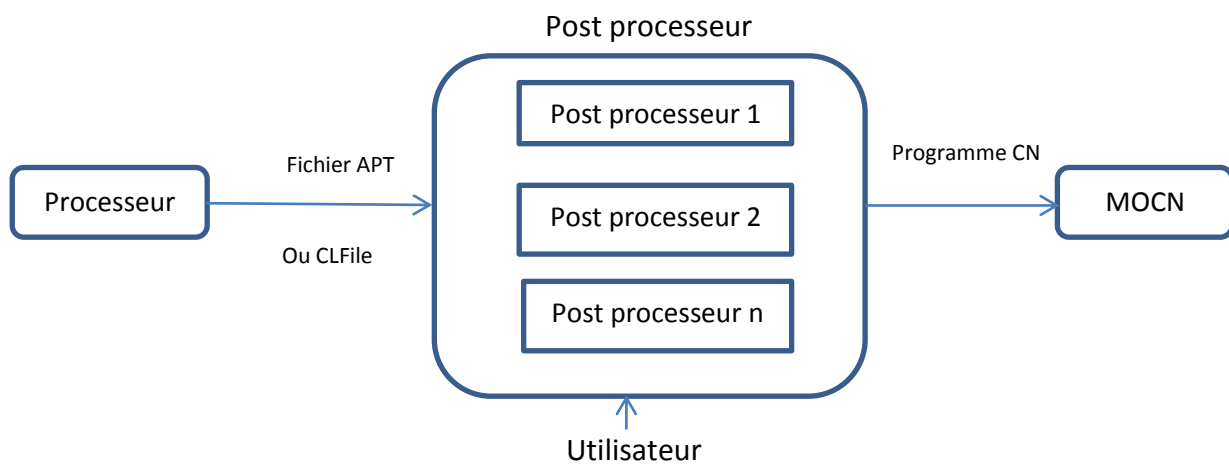 Post processeur
Post processeur 1
Fichier APT
Programme CN
Processeur
Post processeur 2
MOCN
Ou CLFile
Post processeur n
Utilisateur